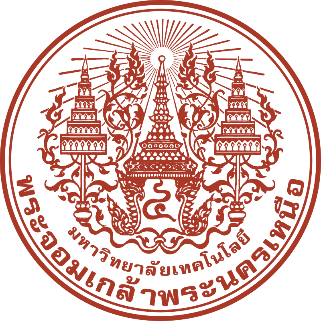 ๔
มหาวิทยาลัยเทคโนโลยี
พระจอมเกล้าพระนครเหนือ